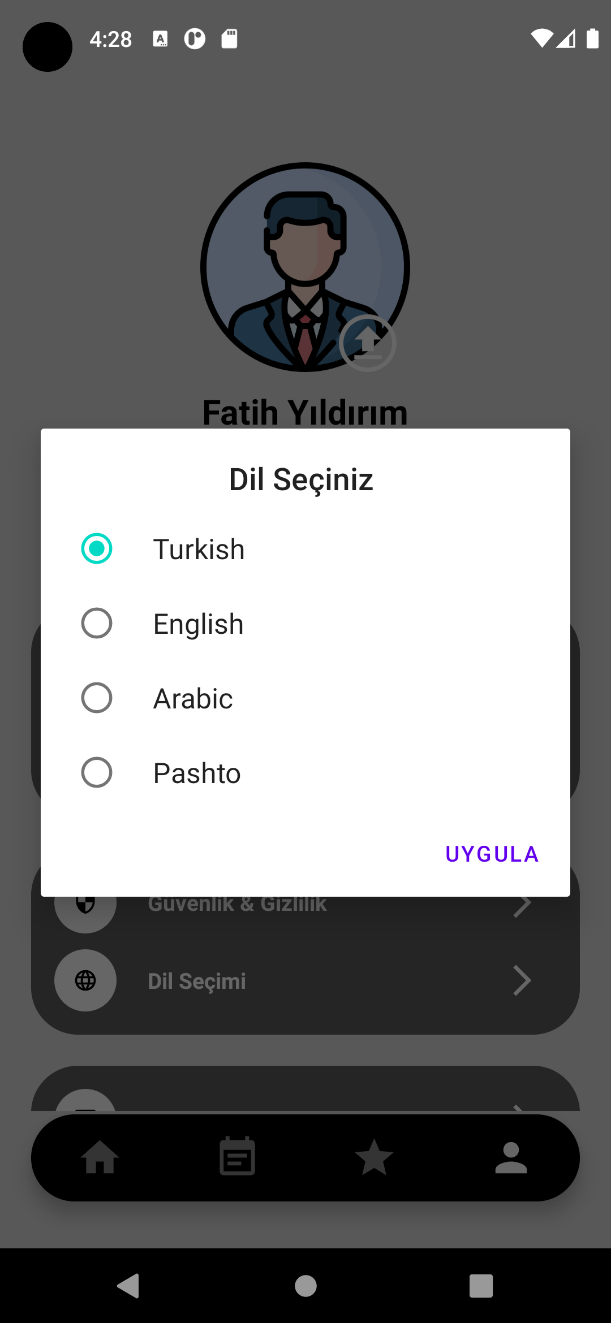 4:28
Fatih Yıldırım
Dil Seçiniz
Turkish
English
Arabic
Pashto
UYGULA
Güvenlik & Gizlilik
Dil Seçimi